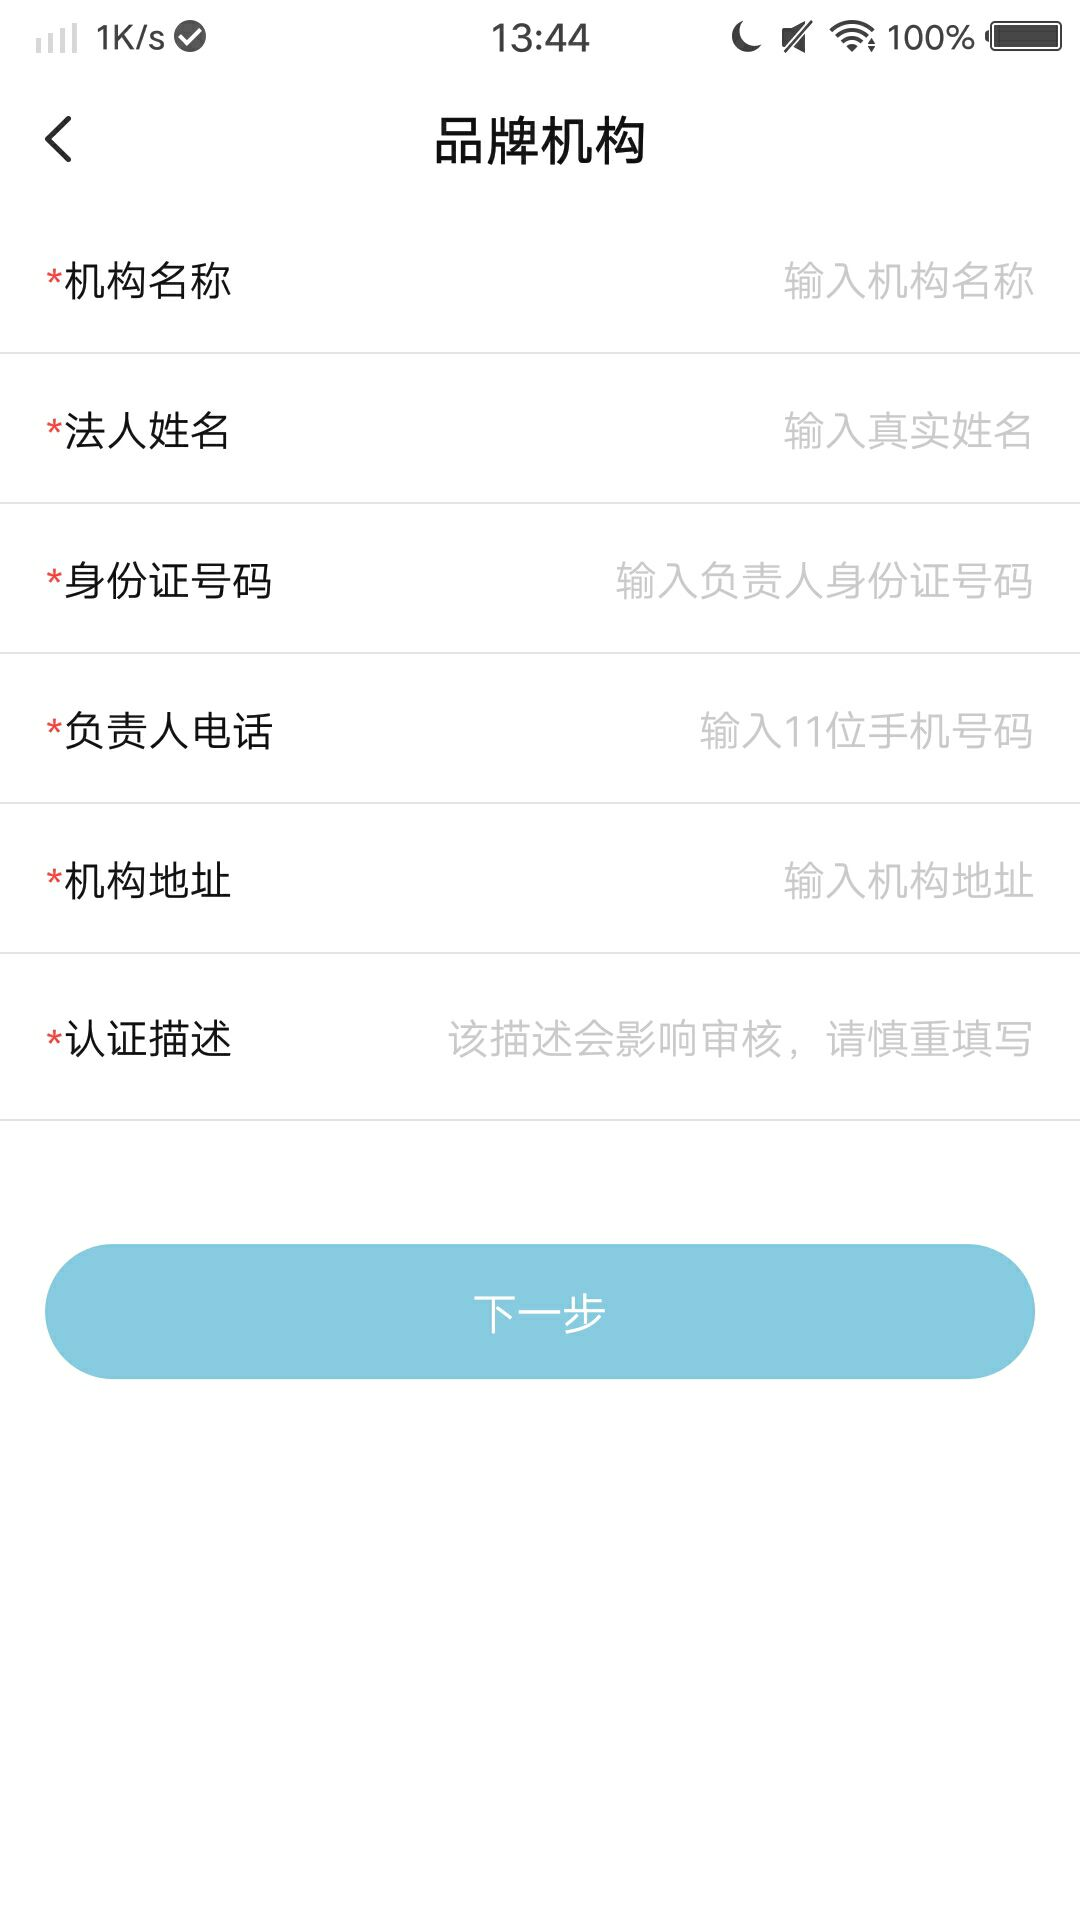 1K/s 13:44 100%
品牌机构
*机构名称 输入机构名称
*法人姓名 输入真实姓名
*身份证号码 输入负责人身份证号码
*负责人电话 输入11位手机号码
*机构地址 输入机构地址
*认证描述 该描述会影响审核，请慎重填写
下一步